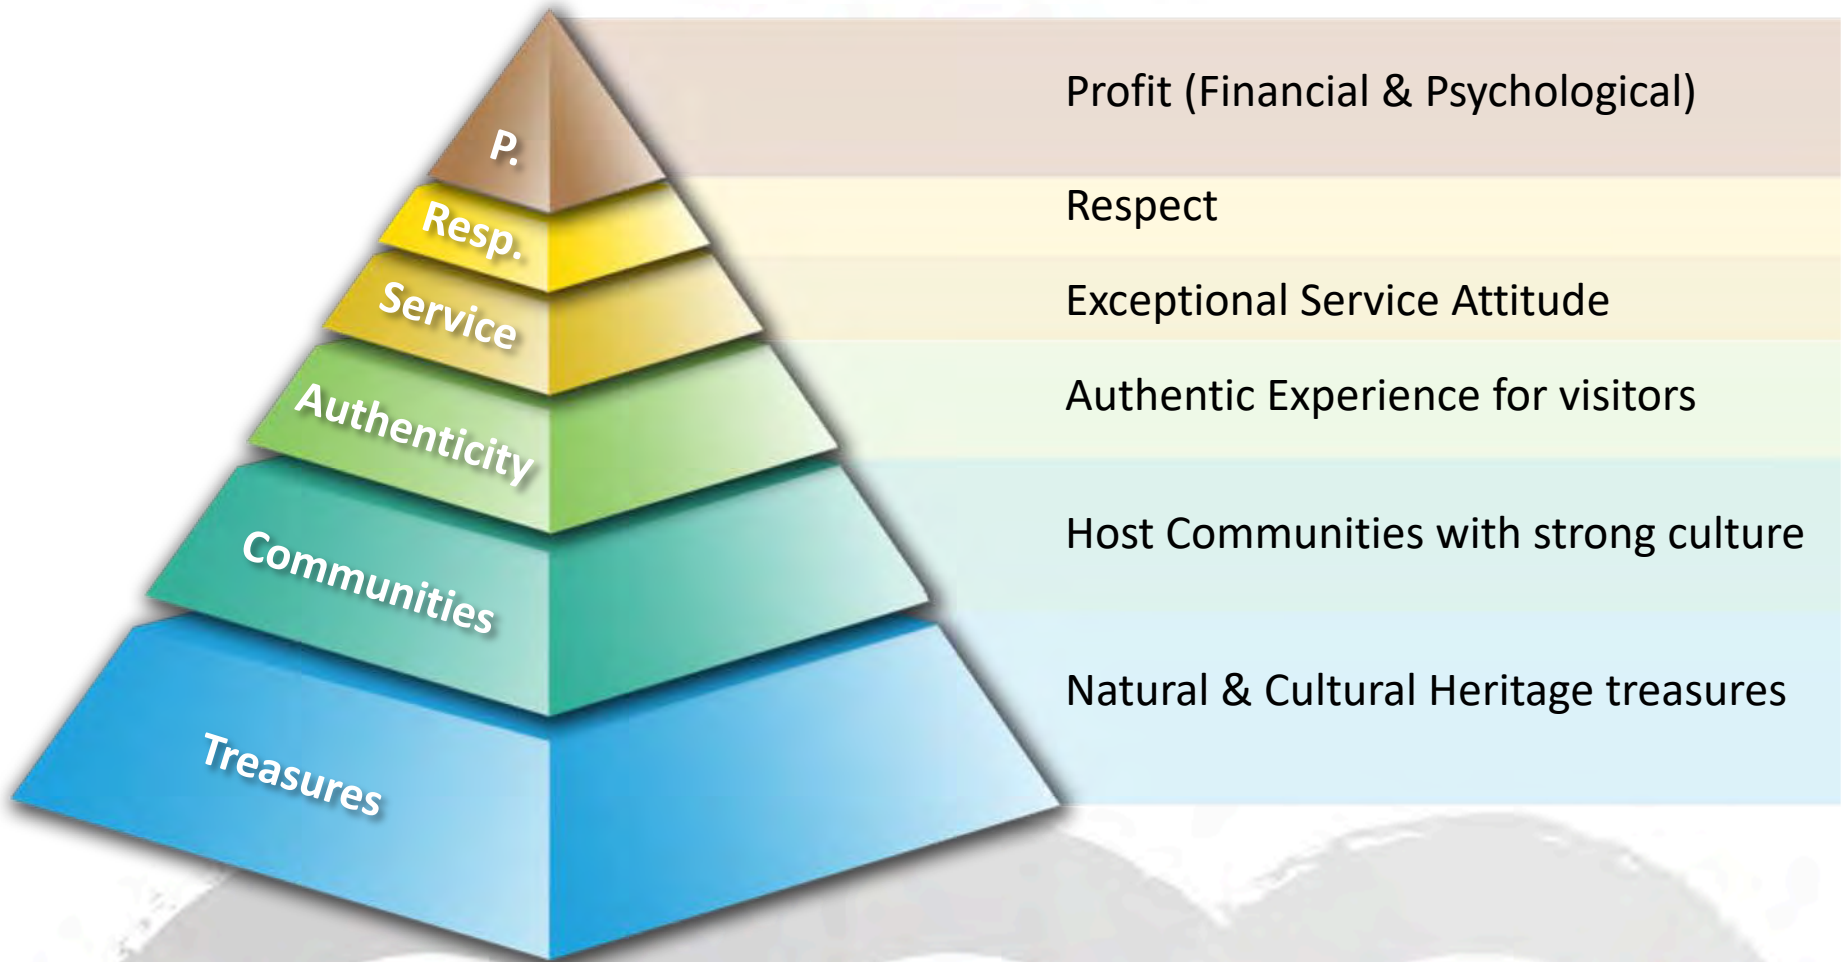 P.
Profit (Financial & Psychological)
Resp.
Respect
Service
Exceptional Service Attitude
Authenticity
Authentic Experience for visitors
Communities
Host Communities with strong culture
Treasures
Natural & Cultural Heritage treasures